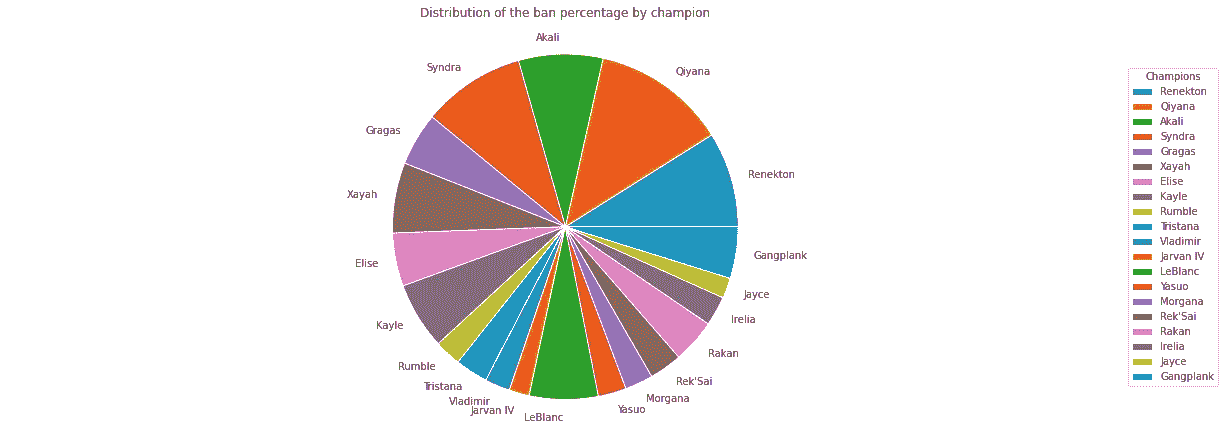 Distribution of the ban percentage by champion
Akali
Syndra
Qiyana
Gragas
Renekton
Xayah
Elise
Gangplank
Jayce
Irelia
Kayle
Rakan
Rumble
Rek'Sai
Tristana
Morgana
Vladimir
Jarvan IV
Yasuo
LeBlanc
Champions
Renekton
Qiyana
Akali
Syndra
Gragas
Xayah
Elise
Kayle
Rumble
Tristana
Vladimir
Jarvan IV
LeBlanc
Yasuo
Morgana
Rek'Sai
Rakan
Irelia
Jayce
Gangplank